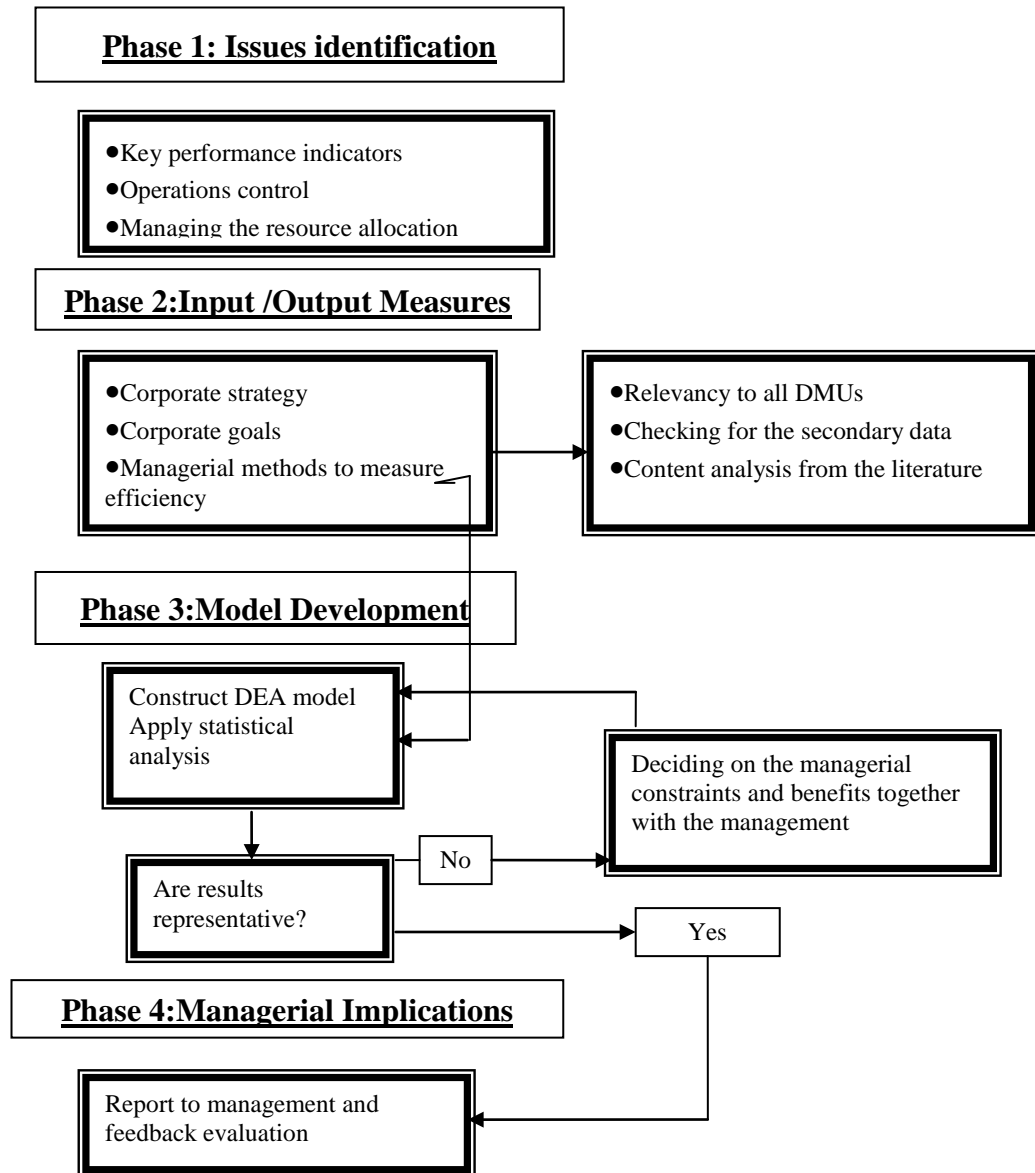 Phase 1: Issues identification
●Key performance indicators
●Operations control
●Managing the resource allocation
Phase 2:Input /Output Measures
●Corporate strategy
●Corporate goals
●Managerial methods to measure
efficiency
●Relevancy to all DMUs
●Checking for the secondary data
●Content analysis from the literature
Phase 3:Model Development
Construct DEA model
Apply statistical
analysis
Deciding on the managerial
constraints and benefits together
with the management
No
Are results
representative?
Yes
Phase 4:Managerial Implications
Report to management and
feedback evaluation